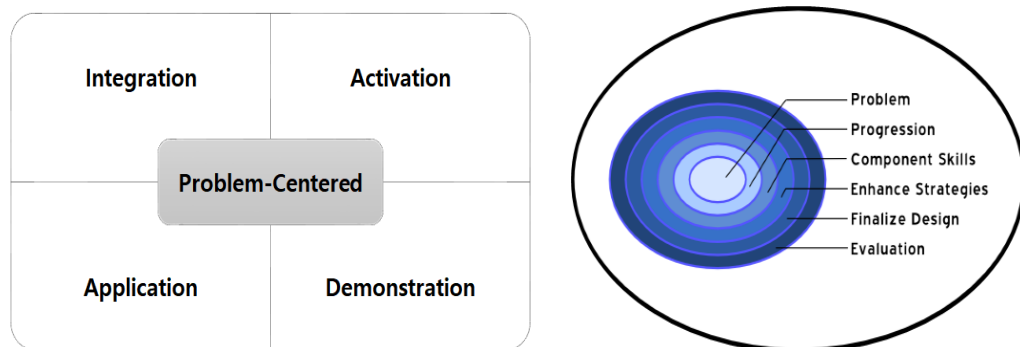 Integration
Activation
Problem-Centered
Application
Demonstration
Problem
Progression
Component Skills
Enhance Strategies
Finalize Design
Evaluation